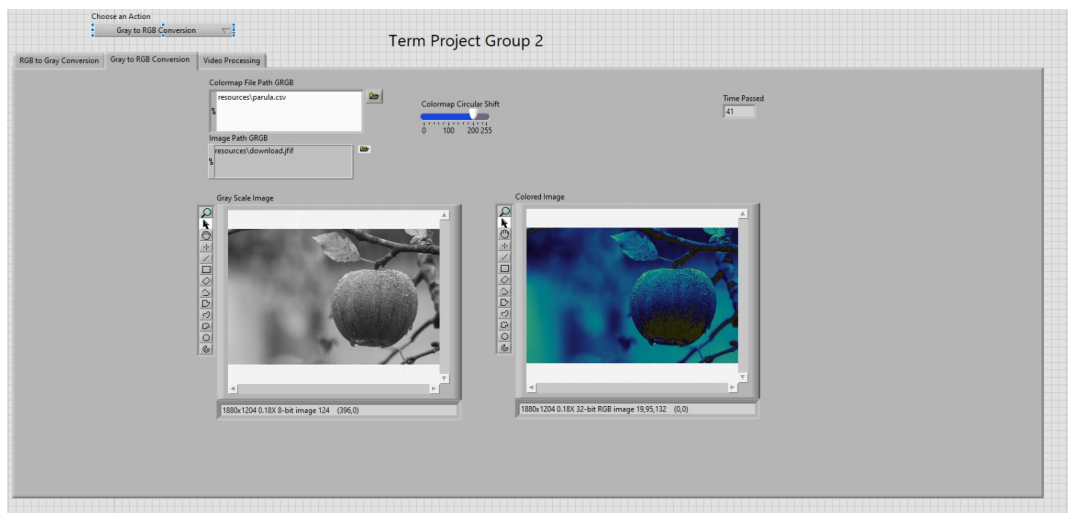 Choose an Action
Gray to RGB Conversion
Term Project Group 2
RGB to Gray Conversion
Gray to RGB Conversion
Video Processing
Colormap File Path GRGB
resources\parula.csv
Colormap Circular Shift
0 100 200 255
Time Passed
41
Image Path GRGB
resources\download.jfif
Gray Scale Image
Colored Image
1880x1204 0.18X 8-bit image 124 (396,0)
1880x1204 0.18X 32-bit RGB image 19,95,132 (0,0)